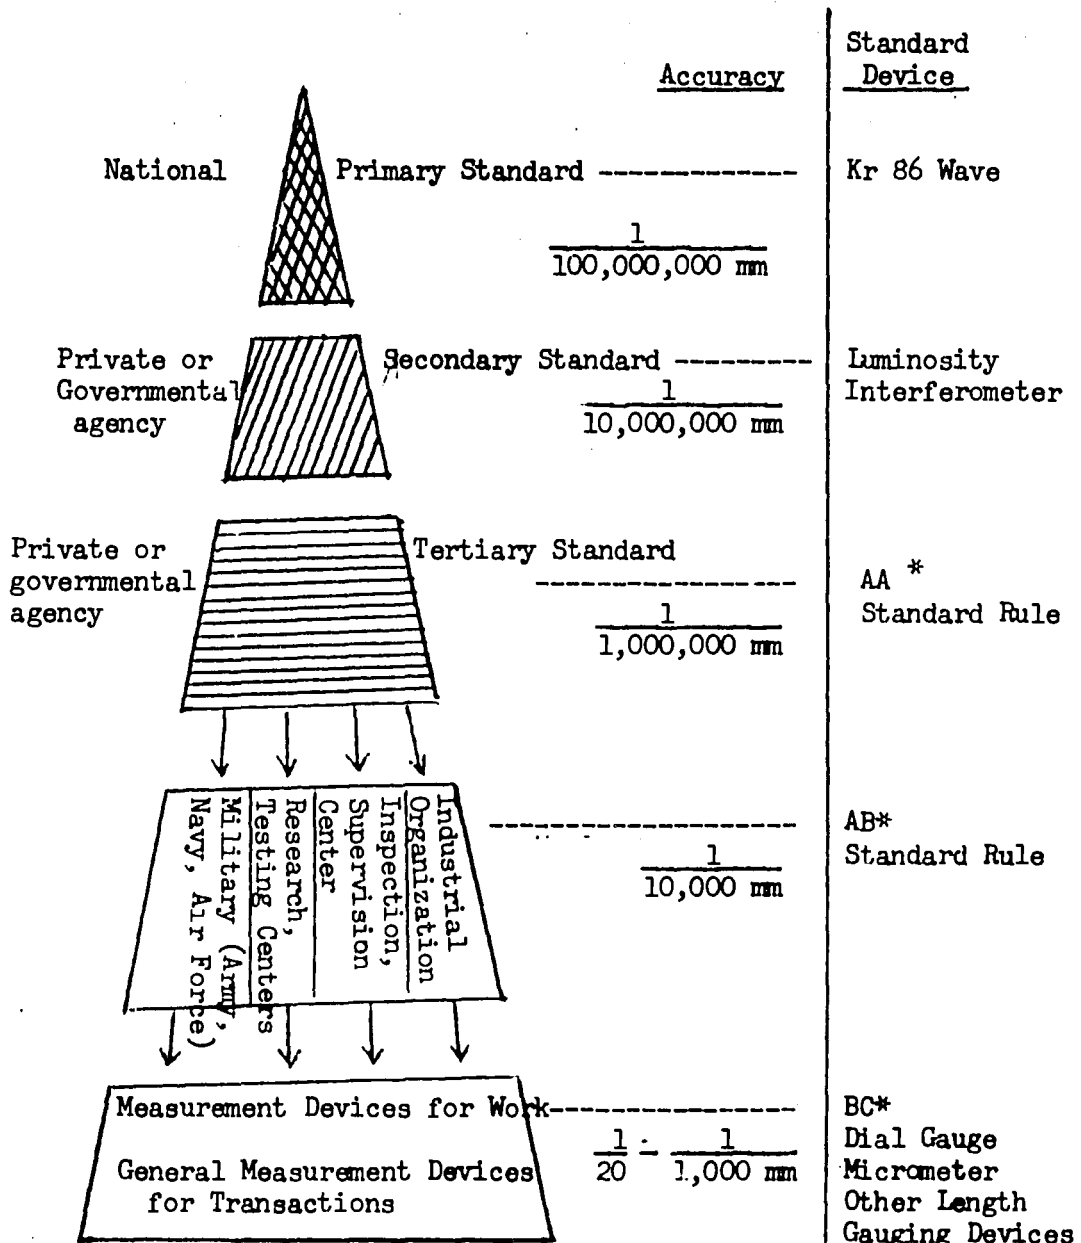 Accuracy
Standard
Device
National
Primary Standard ------------
Kr 86 Wave
1
100,000,000 mm
Private or
Governmental
agency
Secondary Standard ---------
1
10,000,000 mm
Luminosity
Interferometer
Private or
governmental
agency
Tertiary Standard
----------------
1
1,000,000 mm
AA *
Standard Rule
Industrial
Organization
Inspection,
Supervision
Center
Research,
Testing Centers
Military (Army,
Navy, Air Force)
-------------------
1
10,000 mm
AB*
Standard Rule
Measurement Devices for Work---------------
General Measurement Devices
for Transactions
1 - 1
20 1,000 mm
BC*
Dial Gauge
Micrometer
Other Length
Gauging Devices